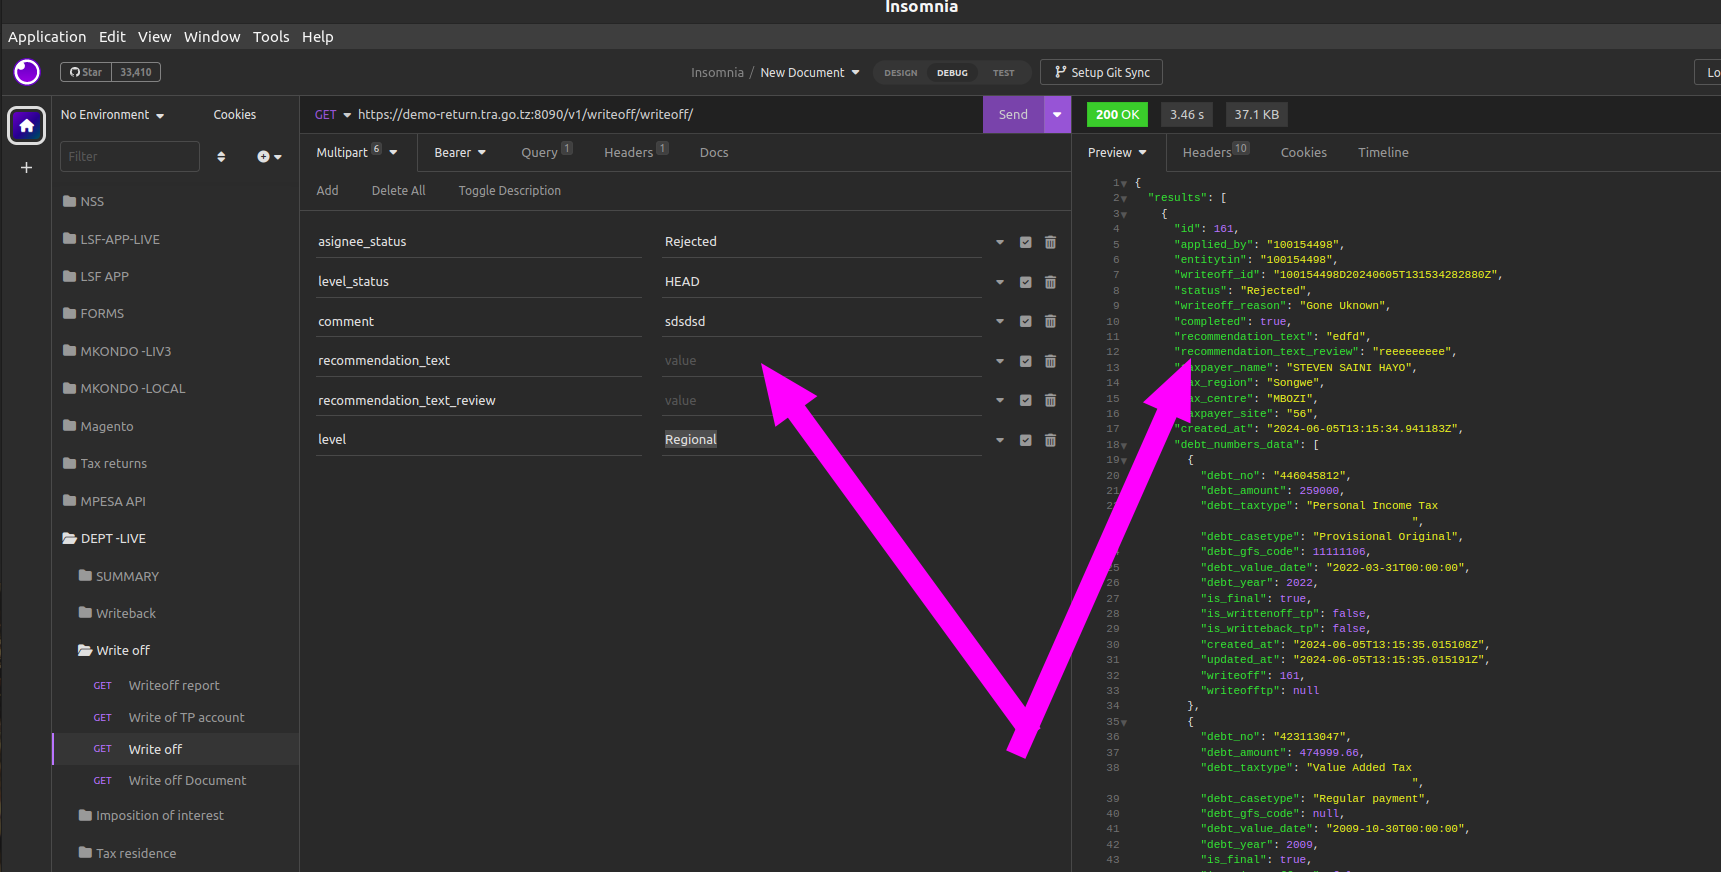 Insomnia
Application Edit View Window Tools Help
Star 33,410
Insomnia / New Document
DESIGN DEBUG TEST
Setup Git Sync
Lo
No Environment
Cookies
Filter
NSS
LSF-APP-LIVE
LSF APP
FORMS
MKONDO -LIV3
MKONDO -LOCAL
Magento
Tax returns
MPESA API
DEPT -LIVE
SUMMARY
Writeback
Write off
GET Writeoff report
GET Write of TP account
GET Write off
GET Write off Document
Imposition of interest
Tax residence
GET https://demo-return.tra.go.tz:8090/v1/writeoff/writeoff/
Send
Multipart 6 Bearer Query 1 Headers 1 Docs
Add Delete All Toggle Description
asignee_status Rejected
level_status HEAD
comment sdsdsd
recommendation_text value
recommendation_text_review value
level Regional
200 OK 3.46 s 37.1 KB
Preview Headers 10 Cookies Timeline
1 {
2 "results": [
3 {
4 "id": 161,
5 "applied_by": "100154498",
6 "entitytin": "100154498",
7 "writeoff_id": "100154498D20240605T131534282880Z",
8 "status": "Rejected",
9 "writeoff_reason": "Gone Uknown",
10 "completed": true,
11 "recommendation_text": "edfd",
12 "recommendation_text_review": "reeeeeeeee",
13 axpayer_name": "STEVEN SAINI HAYO",
14 ax_region": "Songwe",
15 ax_centre": "MBOZI",
16 axpayer_site": "56",
17 "created_at": "2024-06-05T13:15:34.941183Z",
18 "debt_numbers_data": [
19 {
20 "debt_no": "446045812",
21 "debt_amount": 259000,
"debt_taxtype": "Personal Income Tax
",
"debt_casetype": "Provisional Original",
"debt_gfs_code": 11111106,
25 "debt_value_date": "2022-03-31T00:00:00",
26 "debt_year": 2022,
27 "is_final": true,
28 "is_writtenoff_tp": false,
29 "is_writteback_tp": false,
30 "created_at": "2024-06-05T13:15:35.015108Z",
31 "updated_at": "2024-06-05T13:15:35.015191Z",
32 "writeoff": 161,
33 "writeofftp": null
34 },
35 {
36 "debt_no": "423113047",
37 "debt_amount": 474999.66,
38 "debt_taxtype": "Value Added Tax
",
39 "debt_casetype": "Regular payment",
40 "debt_gfs_code": null,
41 "debt_value_date": "2009-10-30T00:00:00",
42 "debt_year": 2009,
43 "is_final": true,